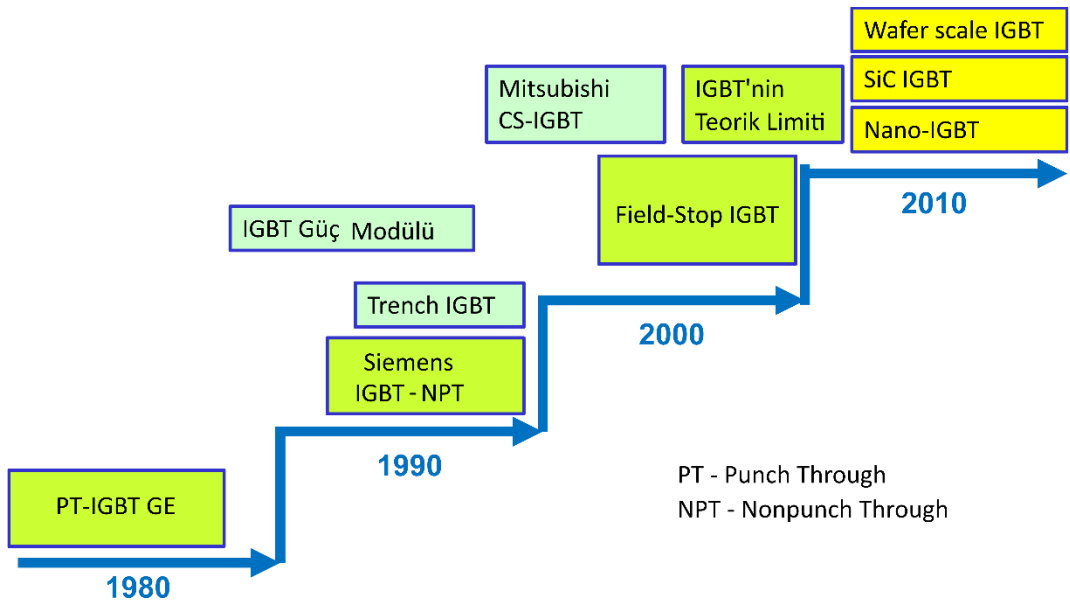 Wafer scale IGBT
SiC IGBT
Nano-IGBT
Mitsubishi
CS-IGBT
IGBT'nin
Teorik Limiti
2010
Field-Stop IGBT
IGBT Güç Modülü
Trench IGBT
2000
Siemens
IGBT - NPT
1990
PT - Punch Through
NPT - Nonpunch Through
PT-IGBT GE
1980